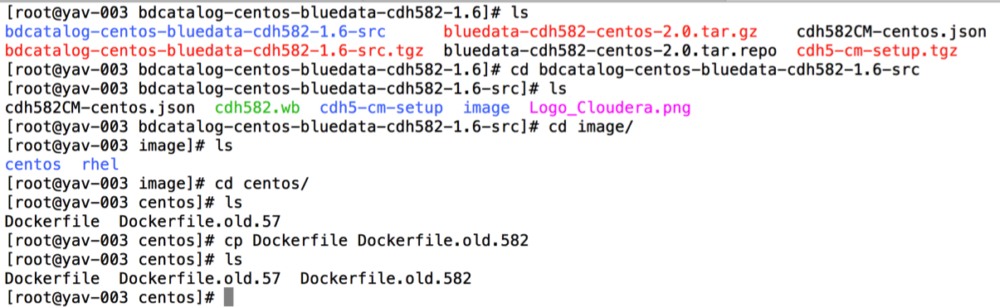 [root@yav-003 bdcatalog-centos-bluedata-cdh582-1.6]# ls
bdcatalog-centos-bluedata-cdh582-1.6-src      bluedata-cdh582-centos-2.0.tar.gz    cdh582CM-centos.json
bdcatalog-centos-bluedata-cdh582-1.6-src.tgz  bluedata-cdh582-centos-2.0.tar.repo  cdh5-cm-setup.tgz
[root@yav-003 bdcatalog-centos-bluedata-cdh582-1.6]# cd bdcatalog-centos-bluedata-cdh582-1.6-src
[root@yav-003 bdcatalog-centos-bluedata-cdh582-1.6-src]# ls
cdh582CM-centos.json  cdh582.wb  cdh5-cm-setup  image  Logo_Cloudera.png
[root@yav-003 bdcatalog-centos-bluedata-cdh582-1.6-src]# cd image/
[root@yav-003 image]# ls
centos  rhel
[root@yav-003 image]# cd centos/
[root@yav-003 centos]# ls
Dockerfile  Dockerfile.old.57
[root@yav-003 centos]# cp Dockerfile Dockerfile.old.582
[root@yav-003 centos]# ls
Dockerfile  Dockerfile.old.57  Dockerfile.old.582
[root@yav-003 centos]#